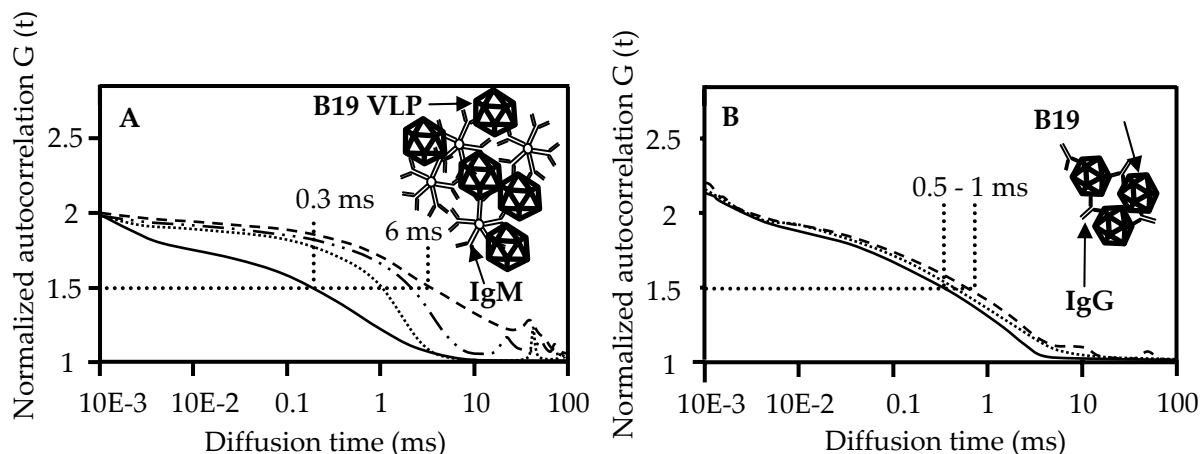 Normalized autocorrelation G (t)
A
B19 VLP
2.5
0.3 ms
2
6 ms
1.5
IgM
1
10E-3 10E-2 0.1 1 10 100
Diffusion time (ms)
Normalized autocorrelation G (t)
B
B19
2.5
0.5 - 1 ms
2
1.5
IgG
1
10E-3 10E-2 0.1 1 10 100
Diffusion time (ms)